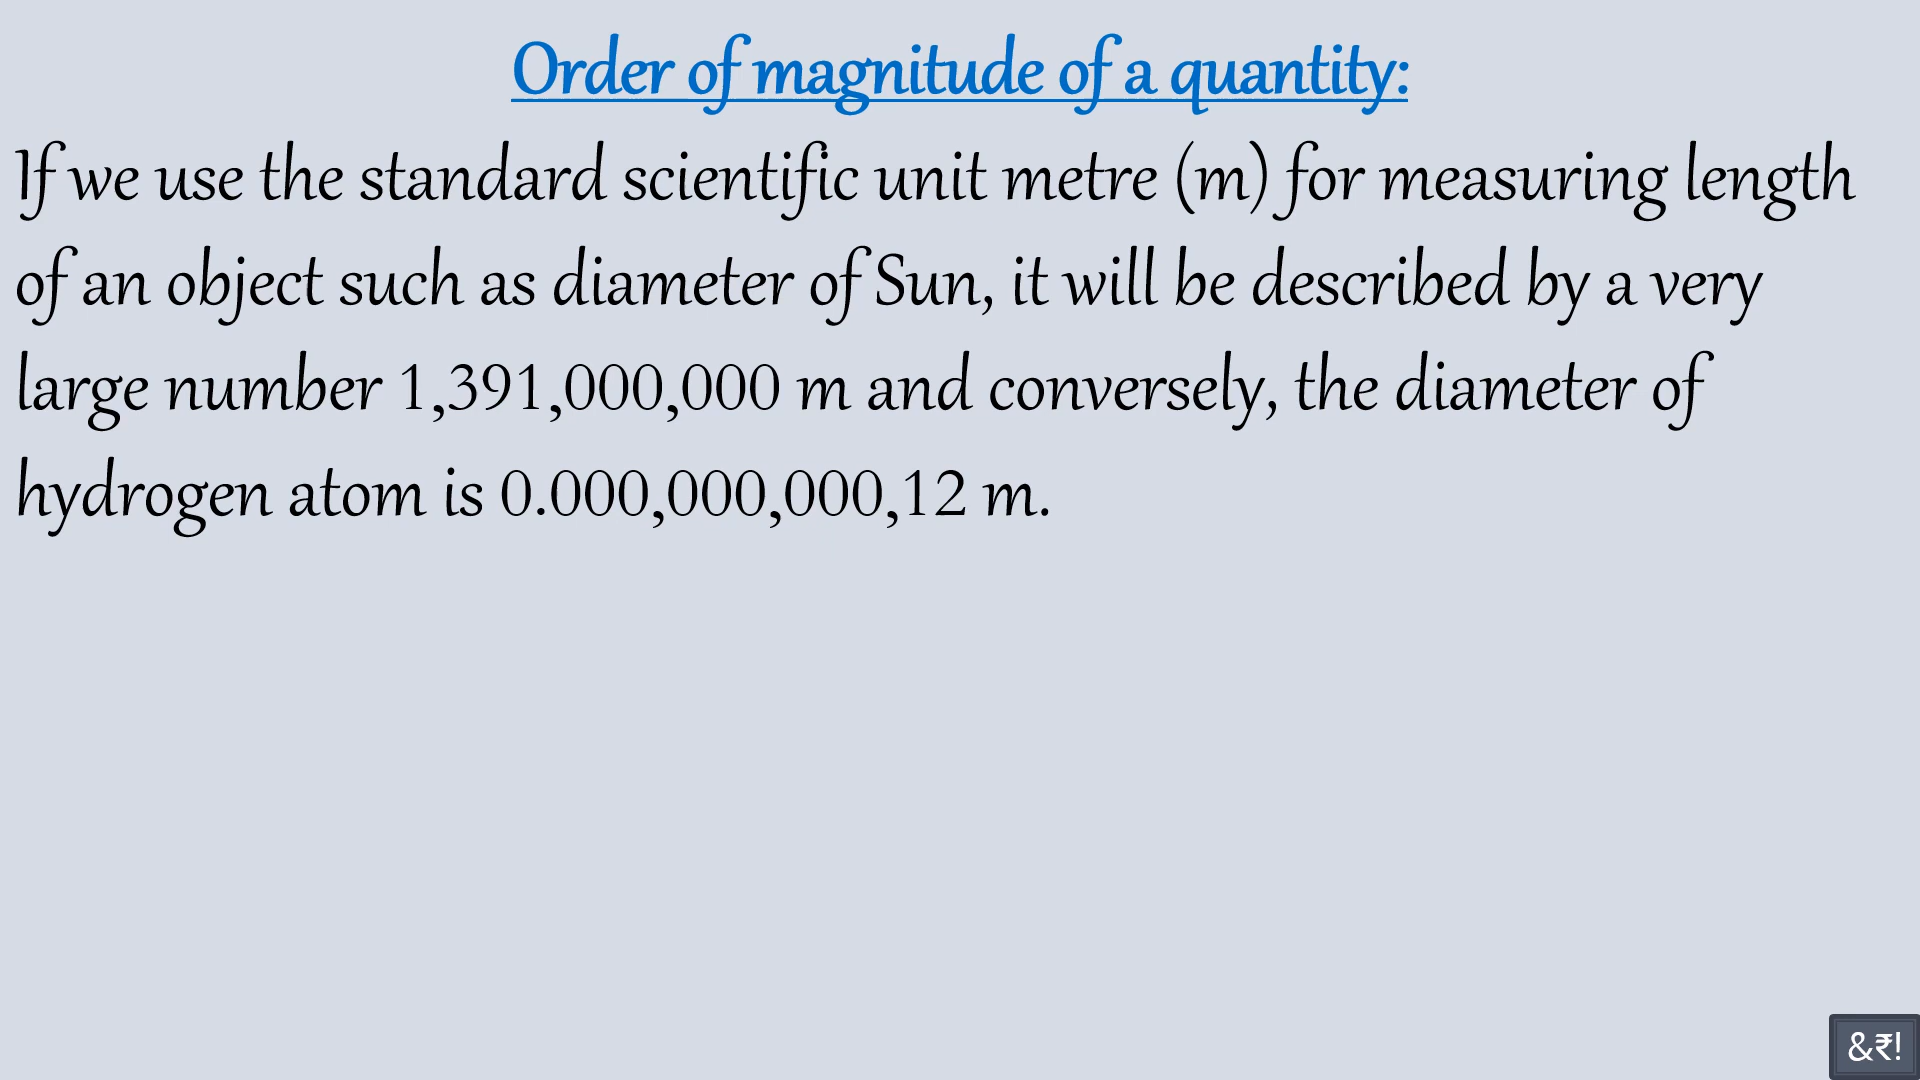 Order of magnitude of a quantity:
If we use the standard scientific unit metre (m) for measuring length
of an object such as diameter of Sun, it will be described by a very
large number 1,391,000,000 m and conversely, the diameter of
hydrogen atom is 0.000,000,000,12 m.
&₹!